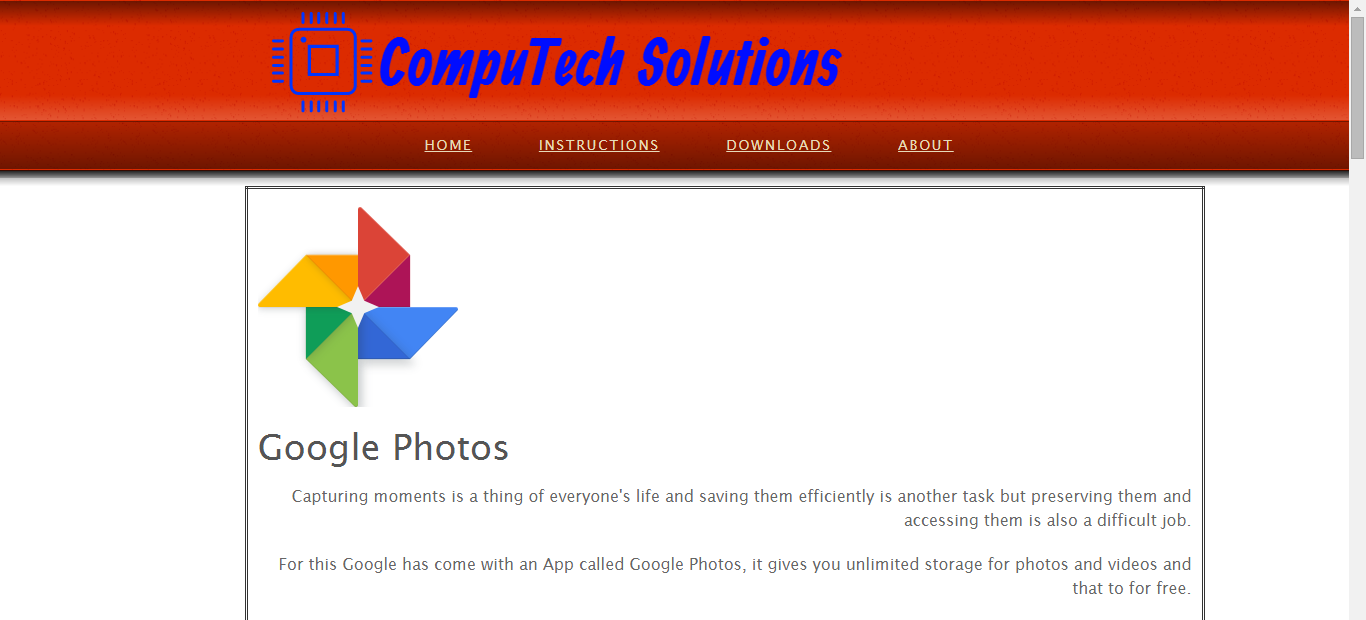 CompuTech Solutions
HOME INSTRUCTIONS DOWNLOADS ABOUT
Google Photos
Capturing moments is a thing of everyone's life and saving them efficiently is another task but preserving them and
accessing them is also a difficult job.
For this Google has come with an App called Google Photos, it gives you unlimited storage for photos and videos and
that to for free.